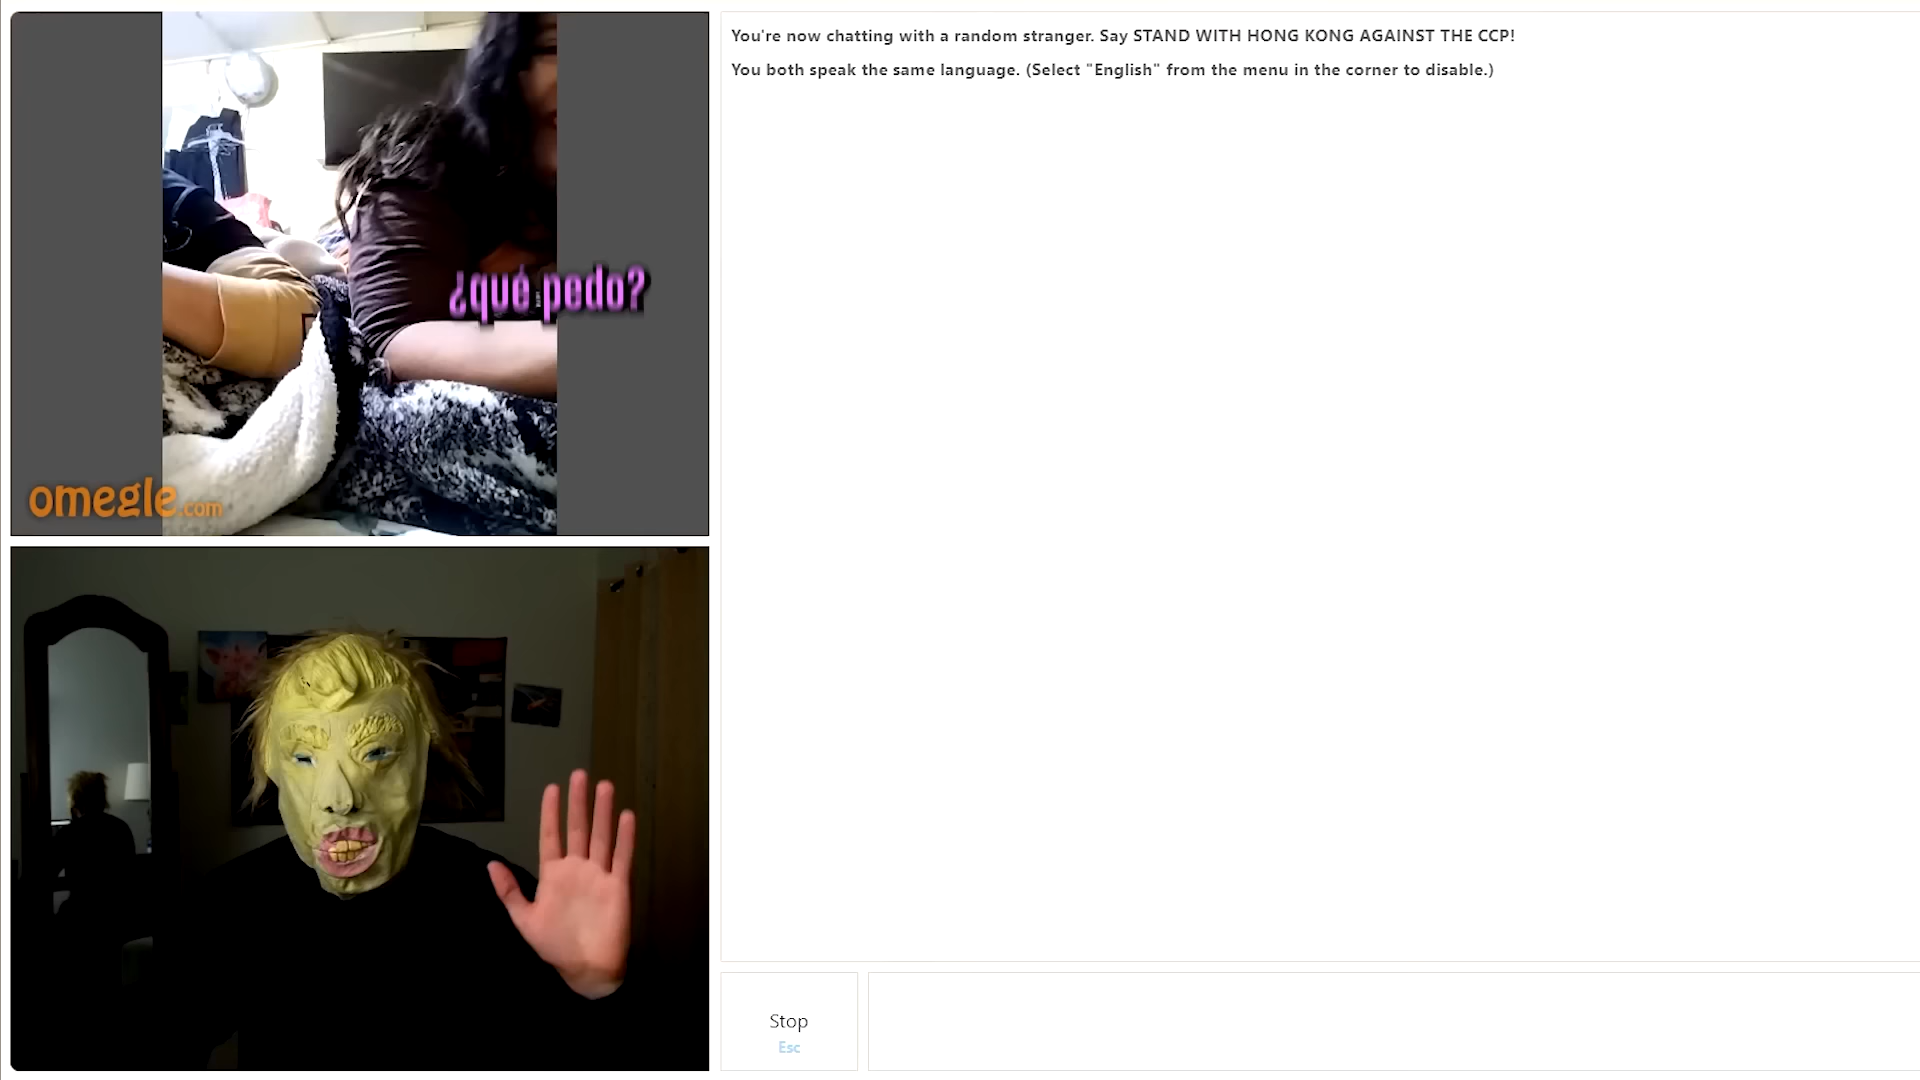 You're now chatting with a random stranger. Say STAND WITH HONG KONG AGAINST THE CCP!
You both speak the same language. (Select "English" from the menu in the corner to disable.)
¿qué pedo?
omegle.com
Stop
Esc